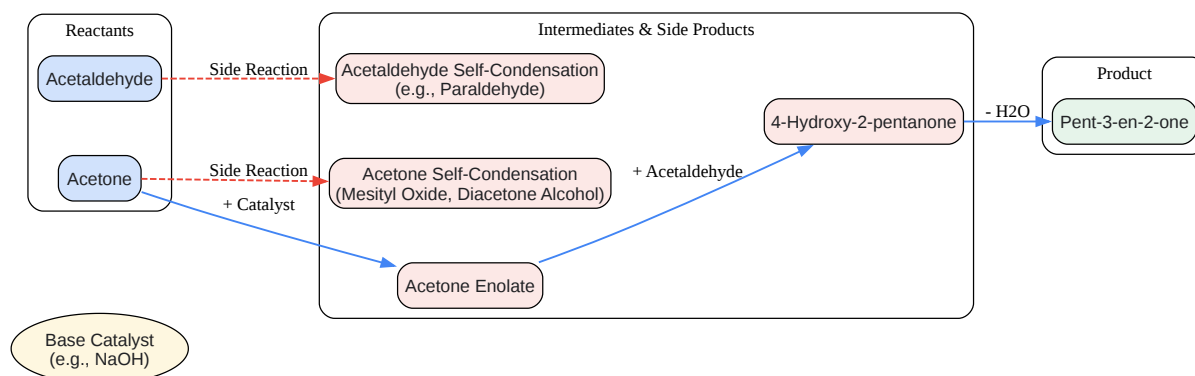 Reactants
Intermediates & Side Products
Acetaldehyde
Side Reaction
Acetaldehyde Self-Condensation
(e.g., Paraldehyde)
Product
4-Hydroxy-2-pentanone
- H2O
Pent-3-en-2-one
Acetone
Side Reaction
Acetone Self-Condensation
(Mesityl Oxide, Diacetone Alcohol)
+ Acetaldehyde
+ Catalyst
Acetone Enolate
Base Catalyst
(e.g., NaOH)